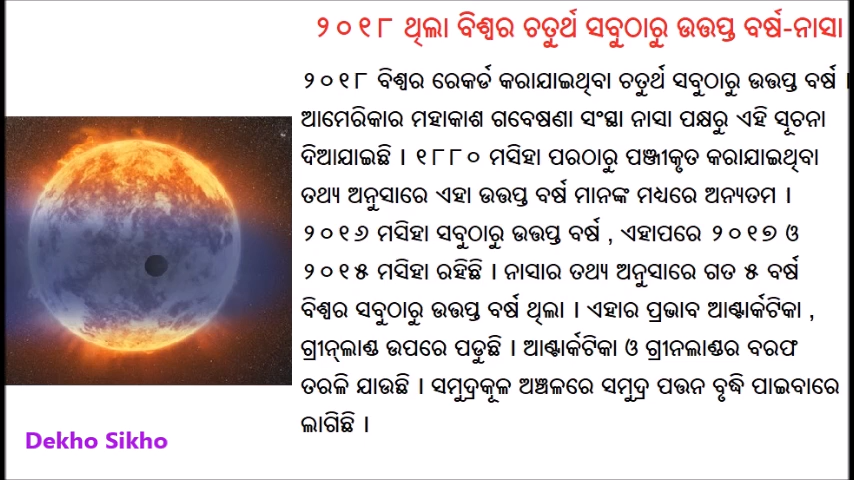 ୨୦୧୮ ଥିଲା ବିଶ୍ୱର ଚତୁର୍ଥ ସବୁଠାରୁ ଉତ୍ତପ୍ତ ବର୍ଷ-ନାସା
୨୦୧୮ ବିଶ୍ୱର ରେକର୍ଡ କରାଯାଇଥିବା ଚତୁର୍ଥ ସବୁଠାରୁ ଉତ୍ତପ୍ତ ବର୍ଷ ।
ଆମେରିକାର ମହାକାଶ ଗବେଷଣା ସଂସ୍ଥା ନାସା ପକ୍ଷରୁ ଏହି ସୂଚନା
ଦିଆଯାଇଛି । ୧୮୮୦ ମସିହା ପରଠାରୁ ପଞ୍ଜୀକୃତ କରାଯାଇଥିବା
ତଥ୍ୟ ଅନୁସାରେ ଏହା ଉତ୍ତପ୍ତ ବର୍ଷ ମାନଙ୍କ ମଧ୍ୟରେ ଅନ୍ୟତମ ।
୨୦୧୬ ମସିହା ସବୁଠାରୁ ଉତ୍ତପ୍ତ ବର୍ଷ , ଏହାପରେ ୨୦୧୭ ଓ
୨୦୧୫ ମସିହା ରହିଛି । ନାସାର ତଥ୍ୟ ଅନୁସାରେ ଗତ ୫ ବର୍ଷ
ବିଶ୍ୱର ସବୁଠାରୁ ଉତ୍ତପ୍ତ ବର୍ଷ ଥିଲା । ଏହାର ପ୍ରଭାବ ଆଣ୍ଟାର୍କଟିକା ,
ଗ୍ରୀନ୍‌ଲାଣ୍ଡ ଉପରେ ପଡୁଛି । ଆଣ୍ଟାର୍କଟିକା ଓ ଗ୍ରୀନଲାଣ୍ଡର ବରଫ
ତରଳି ଯାଉଛି । ସମୁଦ୍ରକୂଳ ଅଞ୍ଚଳରେ ସମୁଦ୍ର ପତ୍ତନ ବୃଦ୍ଧି ପାଇବାରେ
ଲାଗିଛି ।
Dekho Sikho